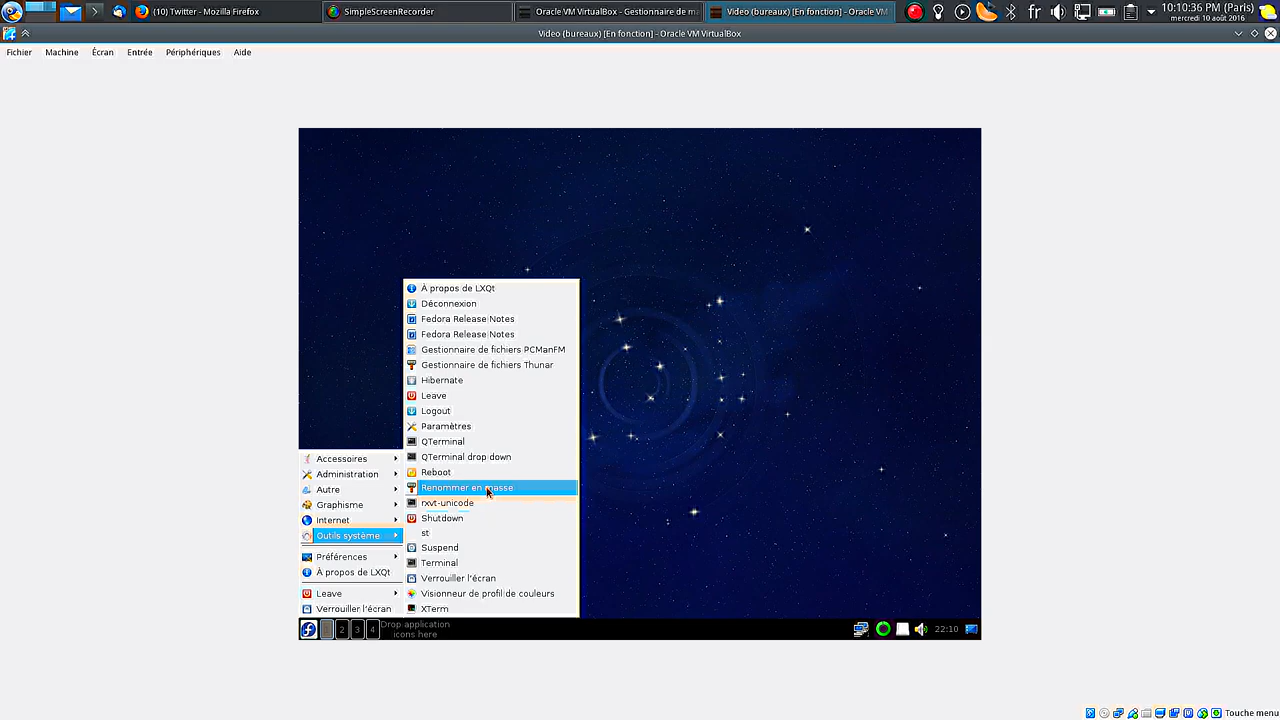 (10) Twitter - Mozilla Firefox
SimpleScreenRecorder
Oracle VM VirtualBox - Gestionnaire de ma
Video (bureaux) [En fonction] - Oracle VM
fr
10:10:36 PM (Paris)
mercredi 10 août 2016
Video (bureaux) [En fonction] - Oracle VM VirtualBox
Fichier Machine Écran Entrée Périphériques Aide
À propos de LXQt
Déconnexion
Fedora Release Notes
Fedora Release Notes
Gestionnaire de fichiers PCManFM
Gestionnaire de fichiers Thunar
Hibernate
Leave
Logout
Paramètres
QTerminal
QTerminal drop down
Reboot
Renommer en masse
rxvt-unicode
Shutdown
st
Suspend
Terminal
Verrouiller l'écran
Visionneur de profil de couleurs
XTerm
Accessoires
Administration
Autre
Graphisme
Internet
Outils système
Préférences
À propos de LXQt
Leave
Verrouiller l'écran
2 3 4
Drop application
icons here
22:10
Touche menu